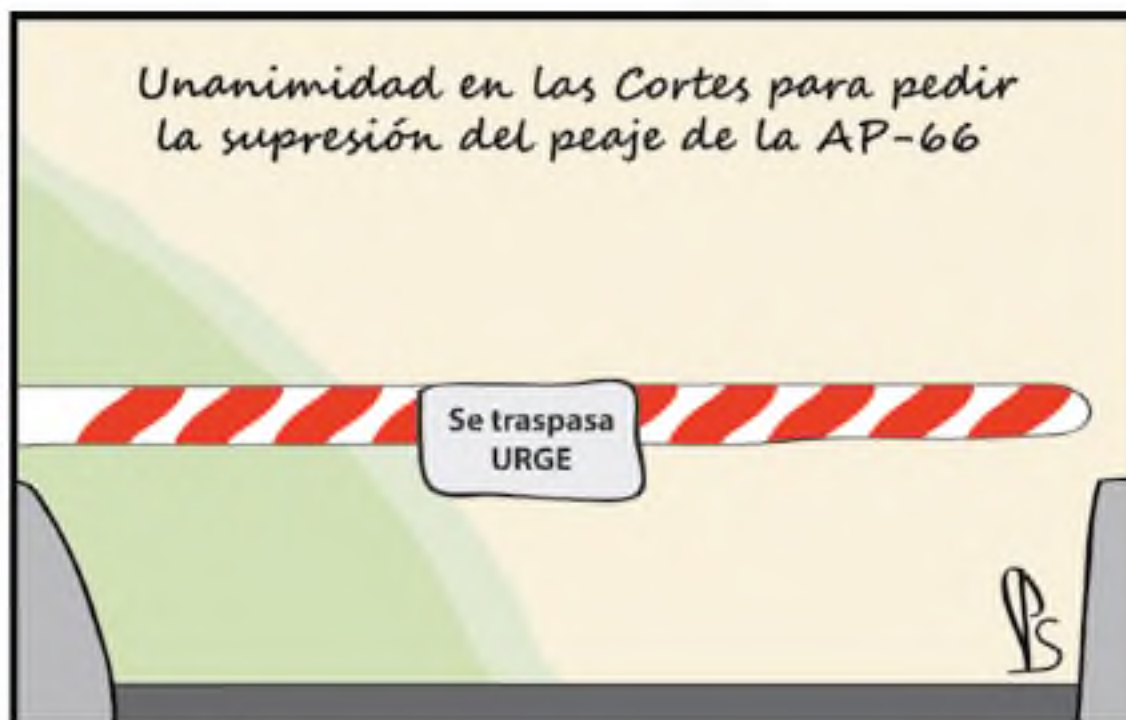 Unanimidad en las Cortes para pedir
la supresión del peaje de la AP-66
Se traspasa
URGE